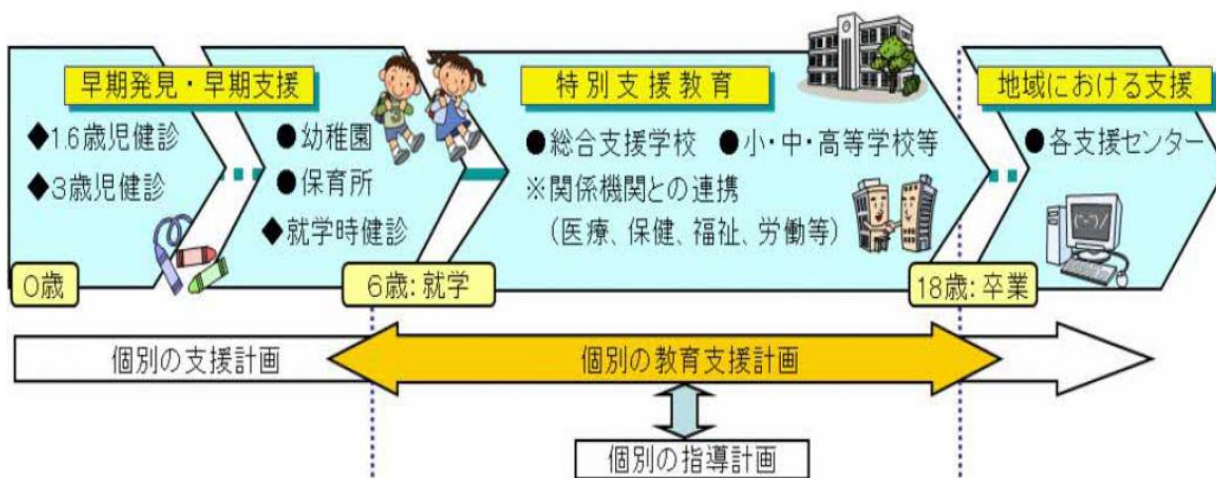 早期発見・早期支援
◆1.6歳児健診
◆3歳児健診
●幼稚園
●保育所
◆就学時健診
特別支援教育
●総合支援学校 ●小・中・高等学校等
※関係機関との連携
(医療、保健、福祉、労働等)
地域における支援
●各支援センター
0歳
6歳:就学
18歳:卒業
個別の支援計画
個別の教育支援計画
個別の指導計画